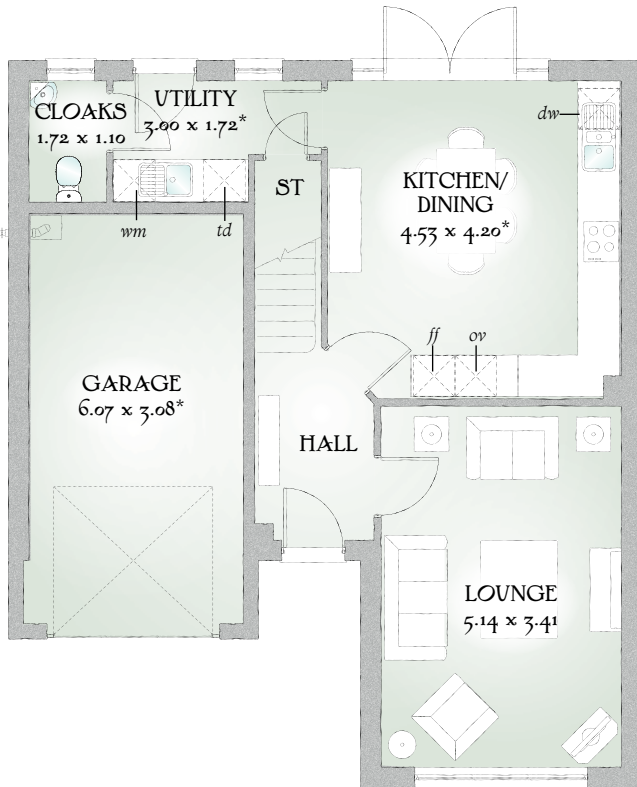 CLOAKS
1.72 x 1.10
UTILITY
3.00 x 1.72*
dw
ST
KITCHEN/
DINING
4.53 x 4.20*
wm
td
ff
ov
GARAGE
6.07 x 3.08*
HALL
LOUNGE
5.14 x 3.41